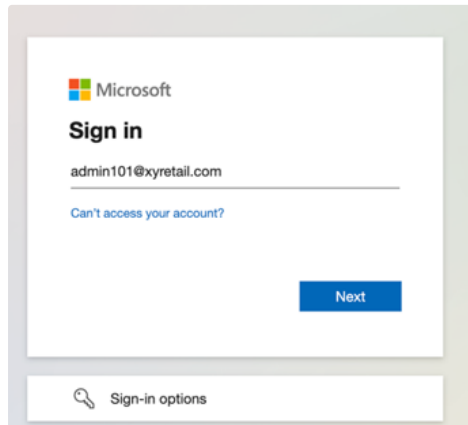 Microsoft
Sign in
admin101@xyretail.com
Can't access your account?
Next
Sign-in options